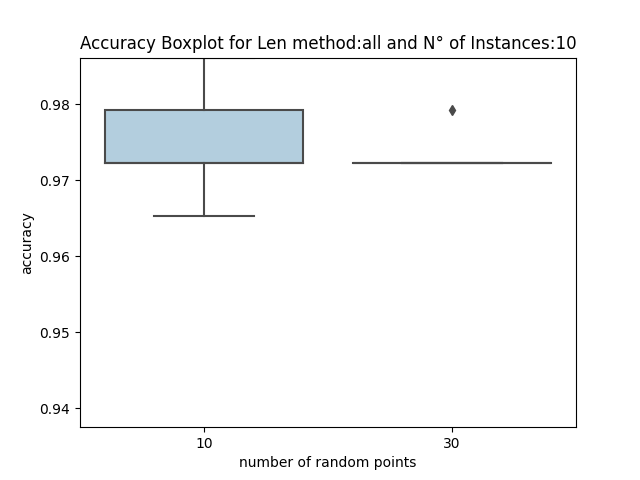 Accuracy Boxplot for Len method:all and N° of Instances:10
0.98
0.97
0.96
0.95
0.94
accuracy
10 30
number of random points